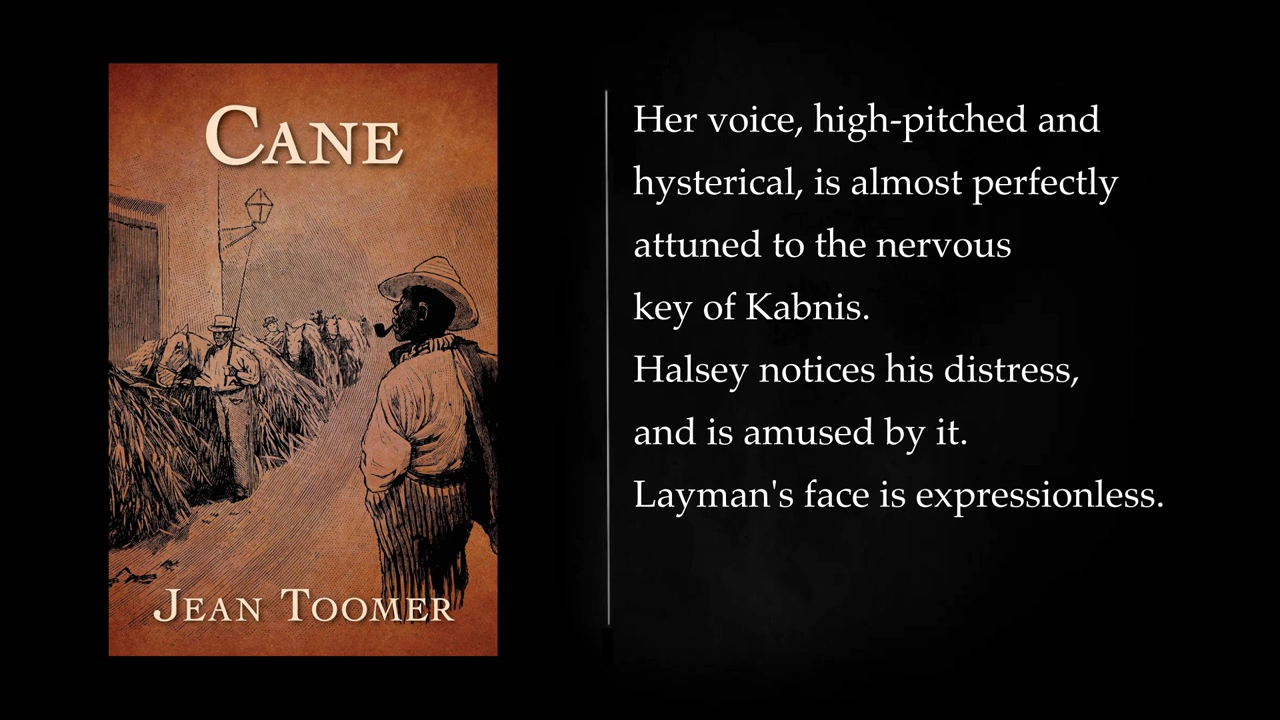 CANE
JEAN TOOMER
Her voice, high-pitched and
hysterical, is almost perfectly
attuned to the nervous
key of Kabnis.
Halsey notices his distress,
and is amused by it.
Layman's face is expressionless.